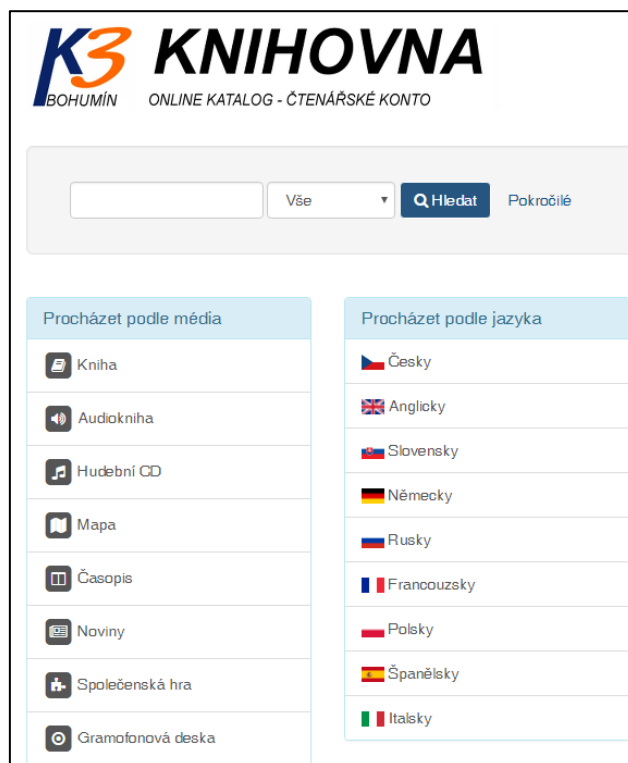 K3 KNIHOVNA
BOHUMÍN ONLINE KATALOG - ČTENÁŘSKÉ KONTO
Vše Hledat Pokročilé
Procházet podle média
Kniha
Audiokniha
Hudební CD
Mapa
Časopis
Noviny
Společenská hra
Gramofonová deska
Procházet podle jazyka
Česky
Anglicky
Slovensky
Německy
Rusky
Francouzsky
Polsky
Španělsky
Italsky